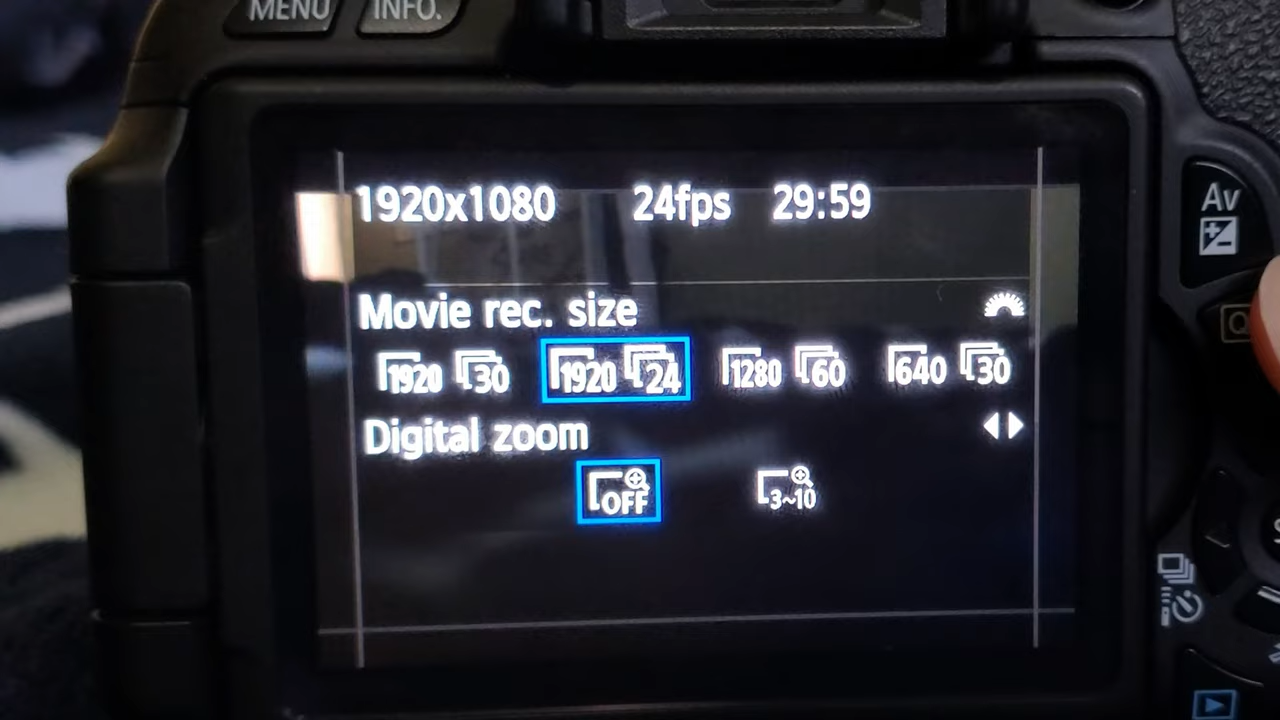 MENU INFO.
1920x1080 24fps 29:59
Av
Movie rec. size
Q
1920 30 1920 24 1280 60 640 30
Digital zoom
OFF 3~10